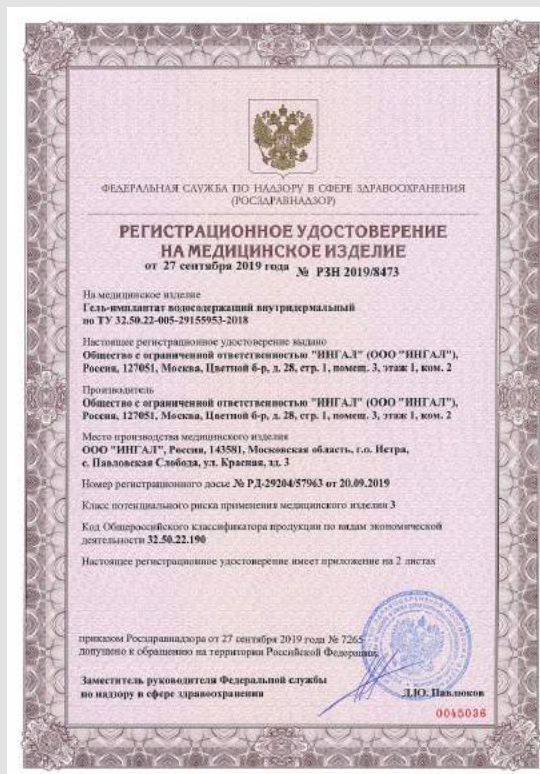 ФЕДЕРАЛЬНАЯ СЛУЖБА ПО НАДЗОРУ В СФЕРЕ ЗДРАВООХРАНЕНИЯ
(РОСЗДРАВНАДЗОР)
РЕГИСТРАЦИОННОЕ УДОСТОВЕРЕНИЕ
НА МЕДИЦИНСКОЕ ИЗДЕЛИЕ
от 27 сентября 2019 года № РЗН 2019/8473
На медицинское изделие
Гель-имплантат водосодержащий внутридермальный
по ТУ 32.50.22-005-29155953-2018
Настоящее регистрационное удостоверение выдано
Общество с ограниченной ответственностью "ИНГАЛ" (ООО "ИНГАЛ"),
Россия, 127051, Москва, Цветной б-р, д. 28, стр. 1, помещ. 3, этаж 1, ком. 2
Производитель
Общество с ограниченной ответственностью "ИНГАЛ" (ООО "ИНГАЛ"),
Россия, 127051, Москва, Цветной б-р, д. 28, стр. 1, помещ. 3, этаж 1, ком. 2
Место производства медицинского изделия
ООО "ИНГАЛ", Россия, 143581, Московская область, г.о. Истра,
с. Павловская Слобода, ул. Красная, зд. 3
Номер регистрационного досье № РД-29204/57963 от 20.09.2019
Класс потенциального риска применения медицинского изделия 3
Код Общероссийского классификатора продукции по видам экономической
деятельности 32.50.22.190
Настоящее регистрационное удостоверение имеет приложение на 2 листах
приказом Росздравнадзора от 27 сентября 2019 года № 7265
допущено к обращению на территории Российской Федерации.
Заместитель руководителя Федеральной службы
по надзору в сфере здравоохранения
Д.Ю. Павлюков
0045036